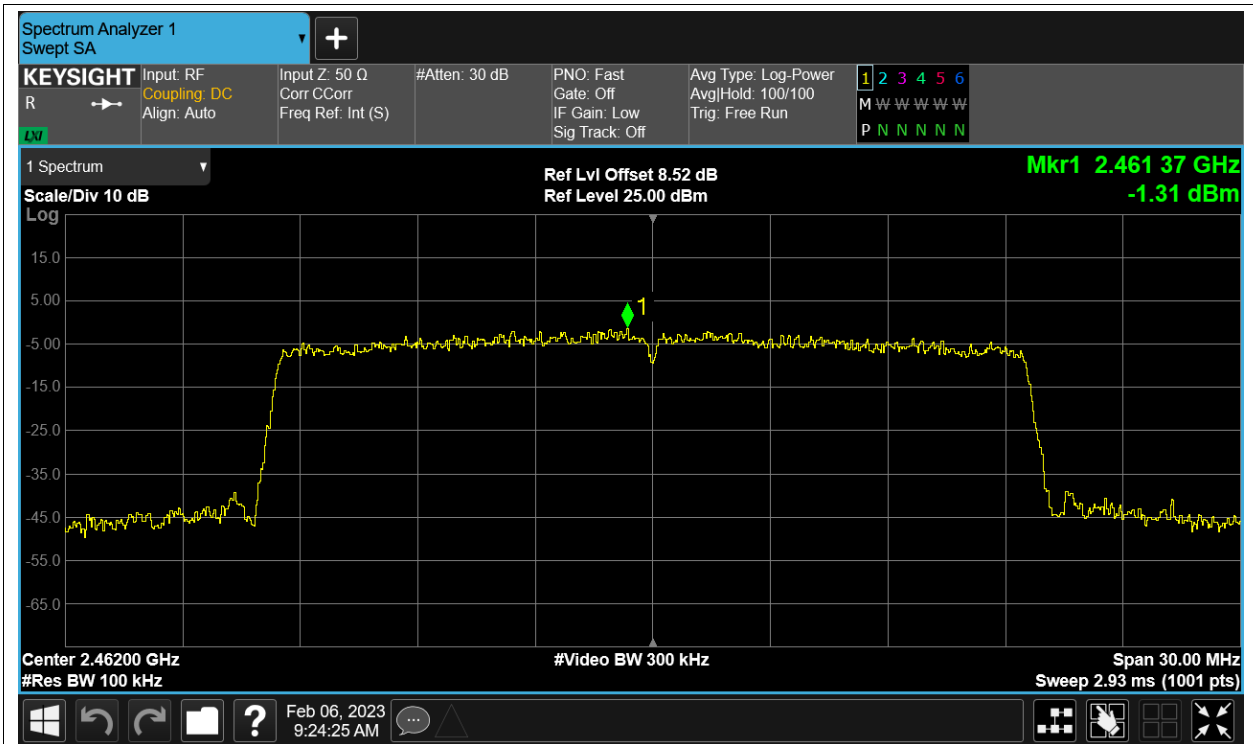 Spectrum Analyzer 1
Swept SA
KEYSIGHT Input: RF Input Z: 50 Ω #Atten: 30 dB PNO: Fast Avg Type: Log-Power 1 2 3 4 5 6
R Coupling: DC Corr CCorr Gate: Off Avg|Hold: 100/100 M W W W W W
Align: Auto Freq Ref: Int (S) IF Gain: Low Trig: Free Run
LXI Sig Track: Off P N N N N N
1 Spectrum Ref Lvl Offset 8.52 dB Mkr1 2.461 37 GHz
Scale/Div 10 dB Ref Level 25.00 dBm -1.31 dBm
Log
15.0
5.00
1
-5.00
-15.0
-25.0
-35.0
-45.0
-55.0
-65.0
Center 2.46200 GHz #Video BW 300 kHz Span 30.00 MHz
#Res BW 100 kHz Sweep 2.93 ms (1001 pts)
? Feb 06, 2023
9:24:25 AM